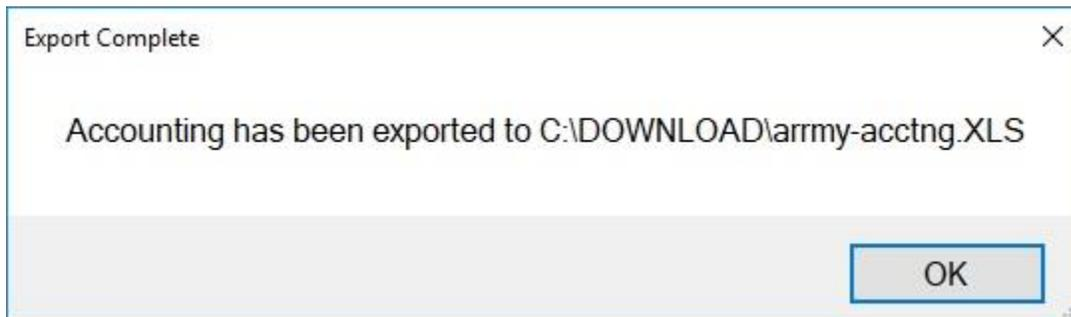 Export Complete
Accounting has been exported to C:\DOWNLOAD\arrmy-acctng.XLS
OK